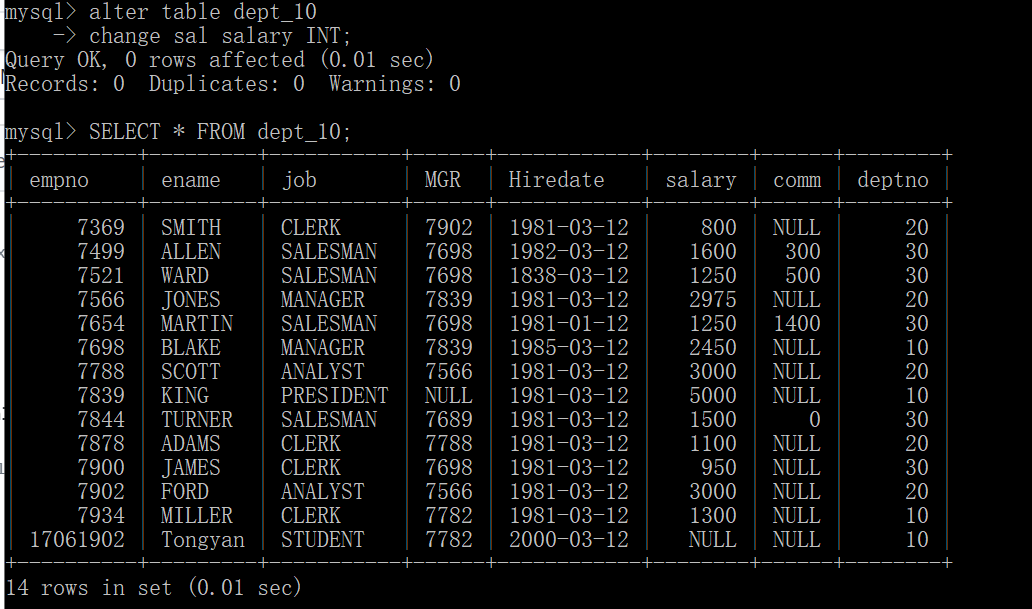 mysql> alter table dept_10
    -> change sal salary INT;
Query OK, 0 rows affected (0.01 sec)
Records: 0  Duplicates: 0  Warnings: 0
mysql> SELECT * FROM dept_10;
+----------+---------+-----------+------+------------+--------+------+--------+
| empno    | ename   | job       | MGR  | Hiredate   | salary | comm | deptno |
+----------+---------+-----------+------+------------+--------+------+--------+
|     7369 | SMITH   | CLERK     | 7902 | 1981-03-12 |    800 | NULL |     20 |
|     7499 | ALLEN   | SALESMAN  | 7698 | 1982-03-12 |   1600 |  300 |     30 |
|     7521 | WARD    | SALESMAN  | 7698 | 1838-03-12 |   1250 |  500 |     30 |
|     7566 | JONES   | MANAGER   | 7839 | 1981-03-12 |   2975 | NULL |     20 |
|     7654 | MARTIN  | SALESMAN  | 7698 | 1981-01-12 |   1250 | 1400 |     30 |
|     7698 | BLAKE   | MANAGER   | 7839 | 1985-03-12 |   2450 | NULL |     10 |
|     7788 | SCOTT   | ANALYST   | 7566 | 1981-03-12 |   3000 | NULL |     20 |
|     7839 | KING    | PRESIDENT | NULL | 1981-03-12 |   5000 | NULL |     10 |
|     7844 | TURNER  | SALESMAN  | 7689 | 1981-03-12 |   1500 |    0 |     30 |
|     7878 | ADAMS   | CLERK     | 7788 | 1981-03-12 |   1100 | NULL |     20 |
|     7900 | JAMES   | CLERK     | 7698 | 1981-03-12 |    950 | NULL |     30 |
|     7902 | FORD    | ANALYST   | 7566 | 1981-03-12 |   3000 | NULL |     20 |
|     7934 | MILLER  | CLERK     | 7782 | 1981-03-12 |   1300 | NULL |     10 |
| 17061902 | Tongyan | STUDENT   | 7782 | 2000-03-12 |   NULL | NULL |     10 |
+----------+---------+-----------+------+------------+--------+------+--------+
14 rows in set (0.01 sec)